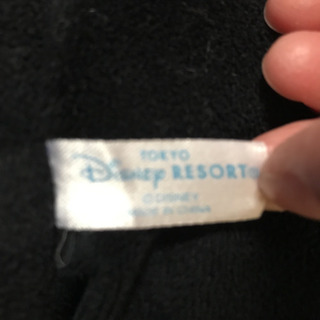 TOKYO
Disney RESORT®
© DISNEY
MADE IN CHINA